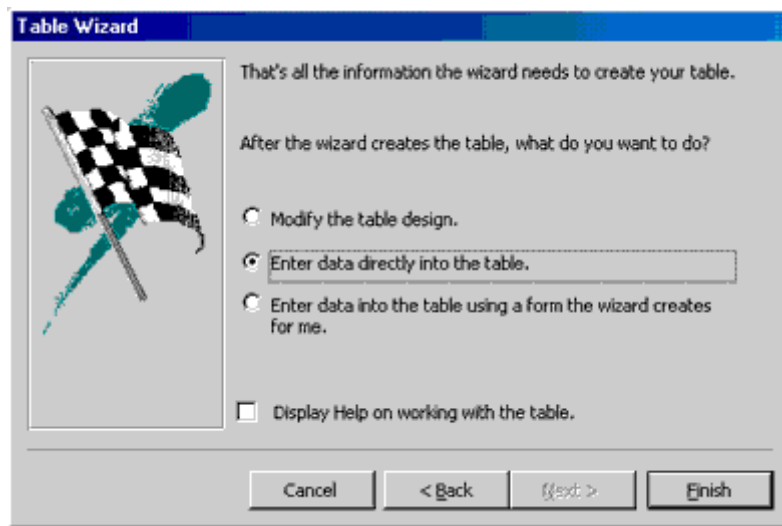 Table Wizard
That's all the information the wizard needs to create your table.
After the wizard creates the table, what do you want to do?
Modify the table design.
Enter data directly into the table.
Enter data into the table using a form the wizard creates
for me.
Display Help on working with the table.
Cancel
< Back
Next >
Finish